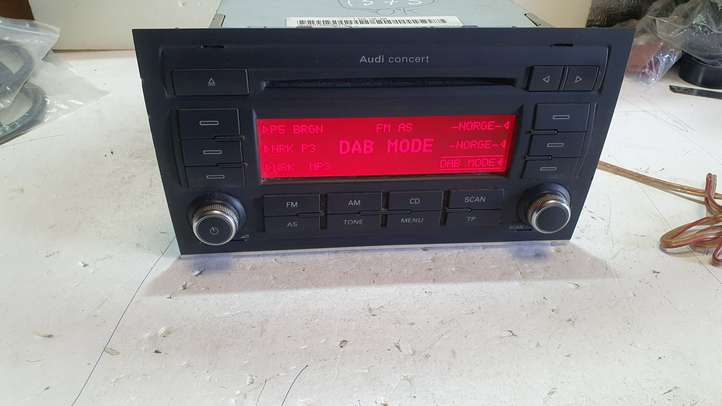 Audi concert
P5 BRGN FM AS -NORGE-4
NRK P3 DAB MODE -NORGE-4
NRK MP3 DAB MODE
FM AM CD SCAN
AS TONE MENU TP